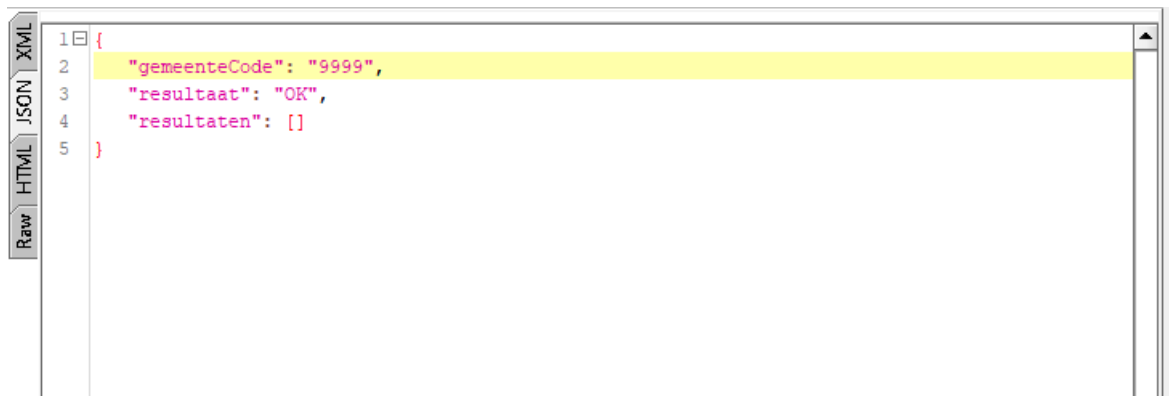 XML
JSON
HTML
Raw
1 {
2 "gemeenteCode": "9999",
3 "resultaat": "OK",
4 "resultaten": []
5 }